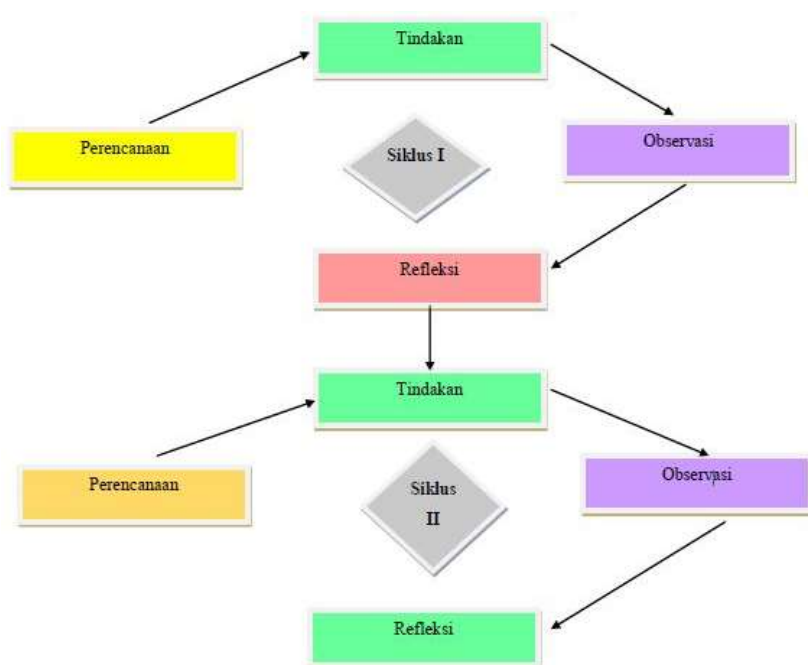 Tindakan
Perencanaan
Siklus I
Observasi
Refleksi
Tindakan
Perencanaan
Siklus
II
Observasi
Refleksi